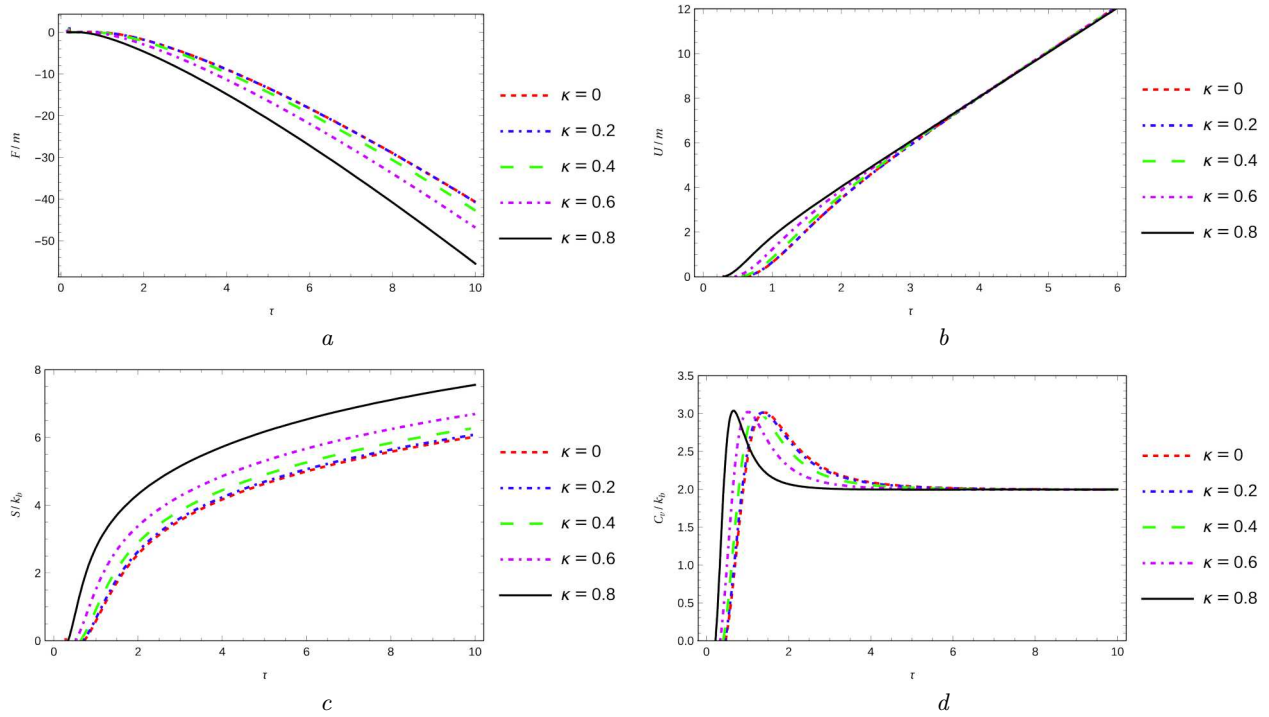 0
−10
−20
−30
−40
−50
F / m
0 2 4 6 8 10
τ
κ = 0
κ = 0.2
κ = 0.4
κ = 0.6
κ = 0.8
a
12
10
8
6
4
2
0
U / m
0 1 2 3 4 5 6
τ
κ = 0
κ = 0.2
κ = 0.4
κ = 0.6
κ = 0.8
b
8
6
4
2
0
S / k_b
0 2 4 6 8 10
τ
κ = 0
κ = 0.2
κ = 0.4
κ = 0.6
κ = 0.8
c
3.5
3.0
2.5
2.0
1.5
1.0
0.5
0.0
C_v / k_b
0 2 4 6 8 10
τ
κ = 0
κ = 0.2
κ = 0.4
κ = 0.6
κ = 0.8
d